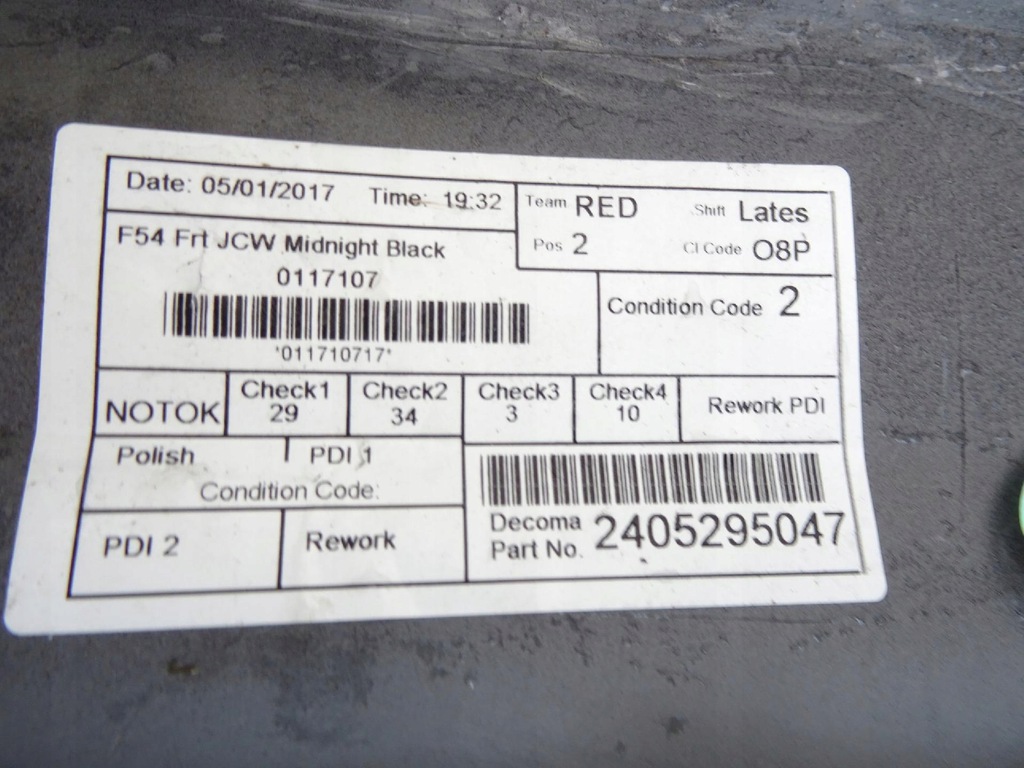 Date: 05/01/2017 Time: 19:32
Team RED Shift Lates
Pos 2 Cl Code O8P
F54 Frt JCW Midnight Black
0117107
*011710717*
Condition Code 2
NOTOK Check1 29 Check2 34 Check3 3 Check4 10 Rework PDI
Polish PDI 1
Condition Code:
PDI 2 Rework
Decoma Part No. 2405295047